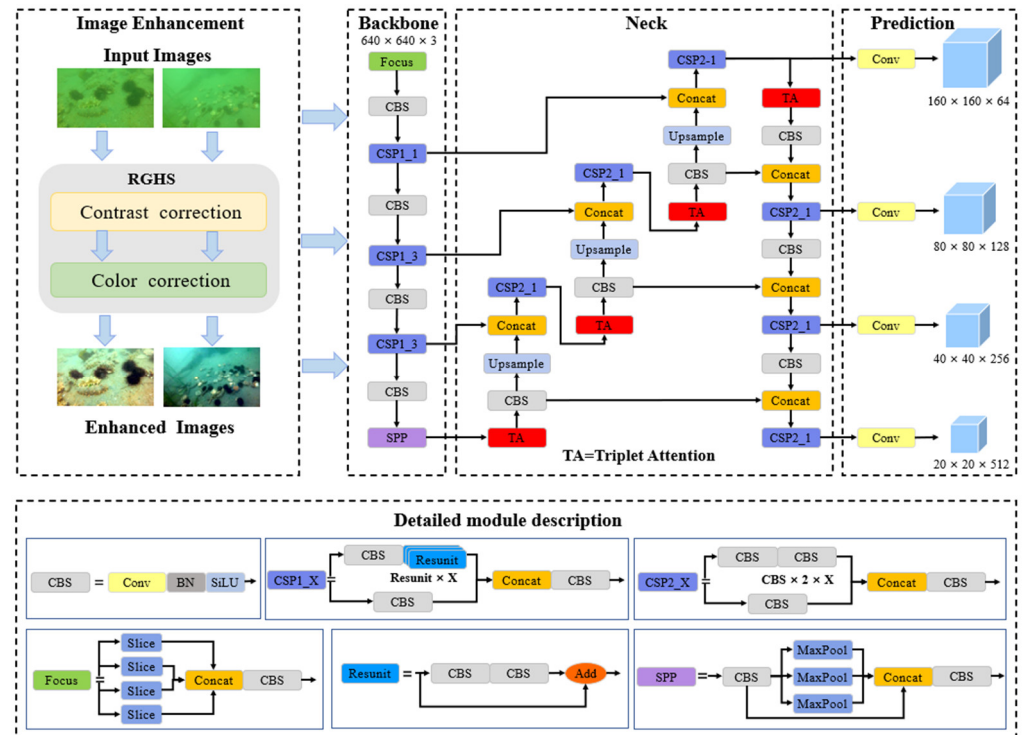 Image Enhancement
Input Images
RGHS
Contrast correction
Color correction
Enhanced Images
Backbone
640 × 640 × 3
Focus
CBS
CSP1_1
CBS
CSP1_3
CBS
CSP1_3
CBS
SPP
Neck
CSP2-1
Concat
Upsample
CBS
TA
CSP2_1
Concat
Upsample
CBS
TA
CSP2_1
Concat
Upsample
CBS
TA
TA
CBS
Concat
CSP2_1
CBS
Concat
CSP2_1
CBS
Concat
CSP2_1
TA=Triplet Attention
Prediction
Conv
160 × 160 × 64
Conv
80 × 80 × 128
Conv
40 × 40 × 256
Conv
20 × 20 × 512
Detailed module description
CBS = Conv BN SiLU
CSP1_X = CBS Resunit
Resunit × X
CBS
Concat CBS
CSP2_X = CBS CBS
CBS × 2 × X
CBS
Concat CBS
Focus = Slice
Slice
Slice
Slice
Concat CBS
Resunit = CBS CBS Add
SPP = CBS MaxPool
MaxPool
MaxPool
Concat CBS